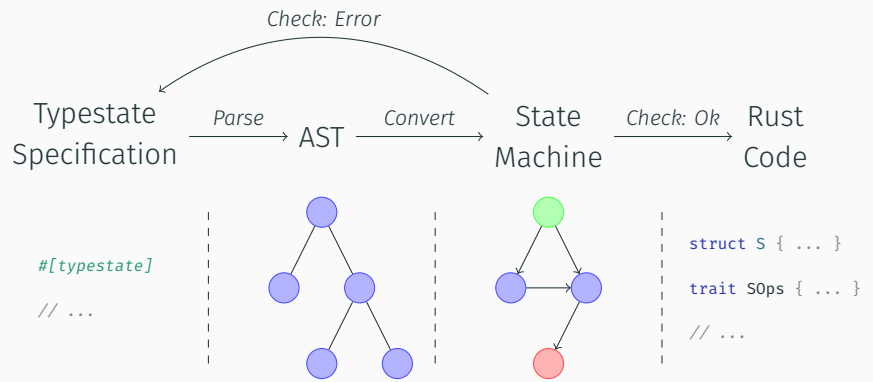 Check: Error
Typestate
Specification
Parse
AST
Convert
State
Machine
Check: Ok
Rust
Code
#[typestate]
// ...
struct S { ... }
trait SOps { ... }
// ...